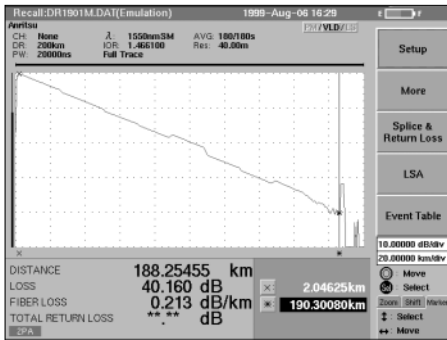 Recall:DR1901M.DAT(Emulation) 1999-Aug-06 16:29
Anritsu
CH: None λ: 1550nmSM AVG: 180/180s
DR: 200km IOR: 1.466100 Res: 40.00m
PW: 20000ns Full Trace
Setup
More
Splice &
Return Loss
LSA
Event Table
10.00000 dB/div
20.00000 km/div
: Move
: Select
Zoom Shift Marker
: Select
: Move
DISTANCE 188.25455 km
LOSS 40.160 dB
FIBER LOSS 0.213 dB/km
TOTAL RETURN LOSS **.** dB
2PA
× : 2.04625km
* : 190.30080km